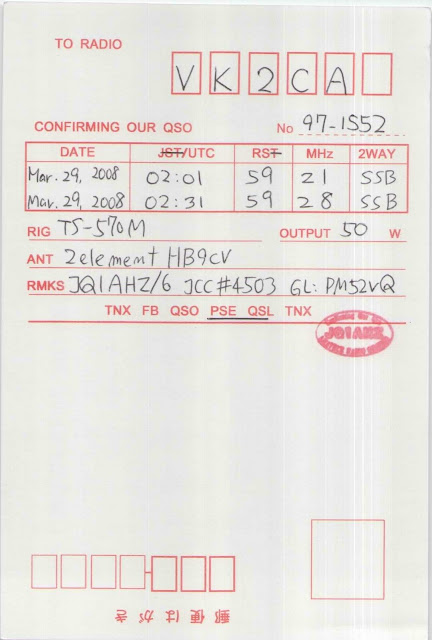 TO RADIO
VK2CA
CONFIRMING OUR QSO No 97-1552
DATE JST/UTC RST MHz 2WAY
Mar. 29, 2008 02:01 59 21 SSB
Mar. 29, 2008 02:31 59 28 SSB
RIG TS-570M OUTPUT 50 W
ANT 2element HB9CV
RMKS JQ1AHZ/6 JCC#4503 GL: PM52VQ
TNX FB QSO PSE QSL TNX
JQ1AHZ
郵便はがき